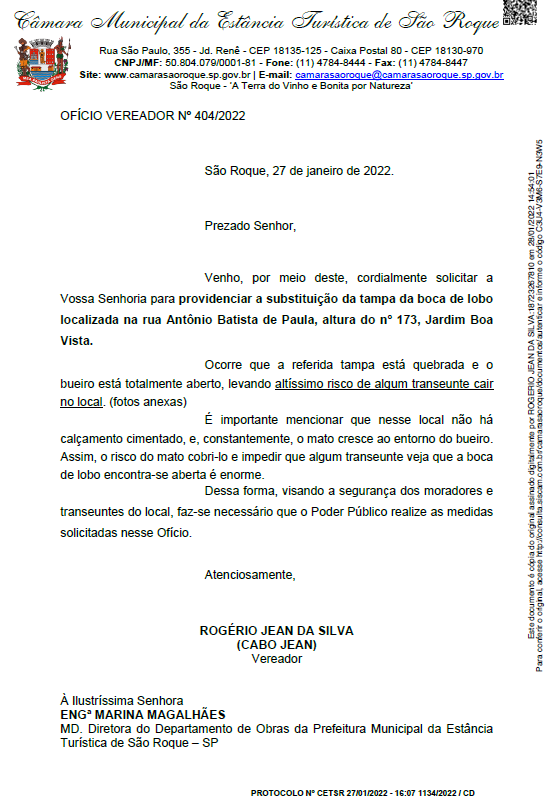 Câmara Municipal da Estância Turística de São Roque
Rua São Paulo, 355 - Jd. Renê - CEP 18135-125 - Caixa Postal 80 - CEP 18130-970
CNPJ/MF: 50.804.079/0001-81 - Fone: (11) 4784-8444 - Fax: (11) 4784-8447
Site: www.camarasaoroque.sp.gov.br | E-mail: camarasaoroque@camarasaoroque.sp.gov.br
São Roque - 'A Terra do Vinho e Bonita por Natureza'
OFÍCIO VEREADOR Nº 404/2022
São Roque, 27 de janeiro de 2022.
Prezado Senhor,
Venho, por meio deste, cordialmente solicitar a
Vossa Senhoria para providenciar a substituição da tampa da boca de lobo
localizada na rua Antônio Batista de Paula, altura do nº 173, Jardim Boa
Vista.
Ocorre que a referida tampa está quebrada e o
bueiro está totalmente aberto, levando altíssimo risco de algum transeunte cair
no local. (fotos anexas)
É importante mencionar que nesse local não há
calçamento cimentado, e, constantemente, o mato cresce ao entorno do bueiro.
Assim, o risco do mato cobri-lo e impedir que algum transeunte veja que a boca
de lobo encontra-se aberta é enorme.
Dessa forma, visando a segurança dos moradores e
transeuntes do local, faz-se necessário que o Poder Público realize as medidas
solicitadas nesse Ofício.
Atenciosamente,
ROGÉRIO JEAN DA SILVA
(CABO JEAN)
Vereador
À Ilustríssima Senhora
ENGª MARINA MAGALHÃES
MD. Diretora do Departamento de Obras da Prefeitura Municipal da Estância
Turística de São Roque – SP
PROTOCOLO Nº CETSR 27/01/2022 - 16:07 1134/2022 / CD
Este documento é cópia do original assinado digitalmente por ROGERIO JEAN DA SILVA:18723267810 em 28/01/2022 14:54:01
Para conferir o original, acesse http://consulta.siscam.com.br/camarasaoroque/documentos/autenticar e informe o código C3U4-V3M6-S7E9-N3W5